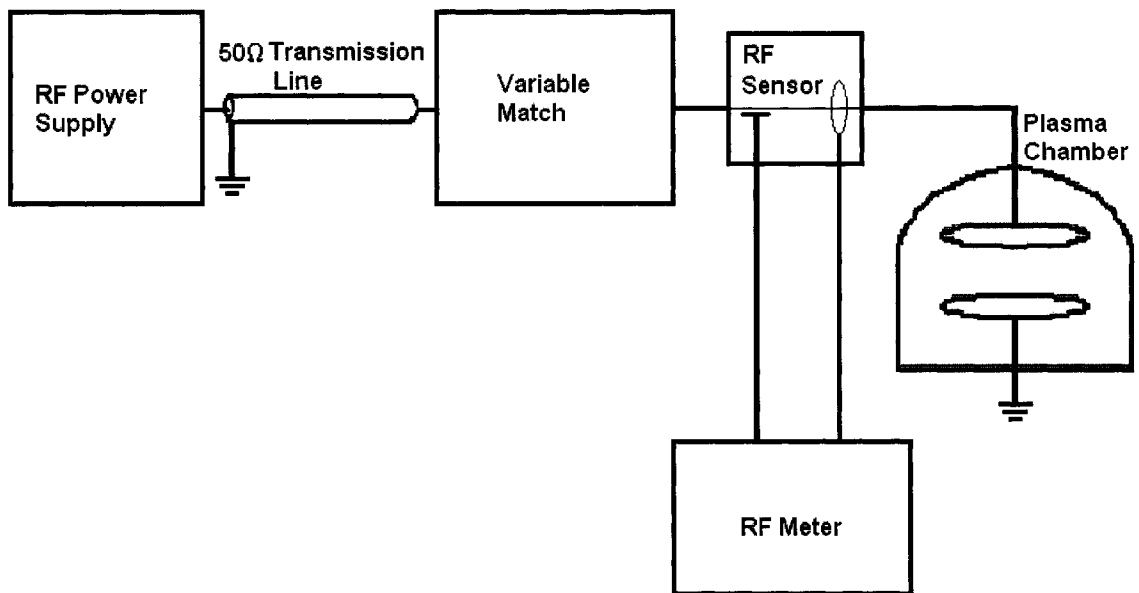 RF Power
Supply
50Ω Transmission
Line
Variable
Match
RF
Sensor
Plasma
Chamber
RF Meter